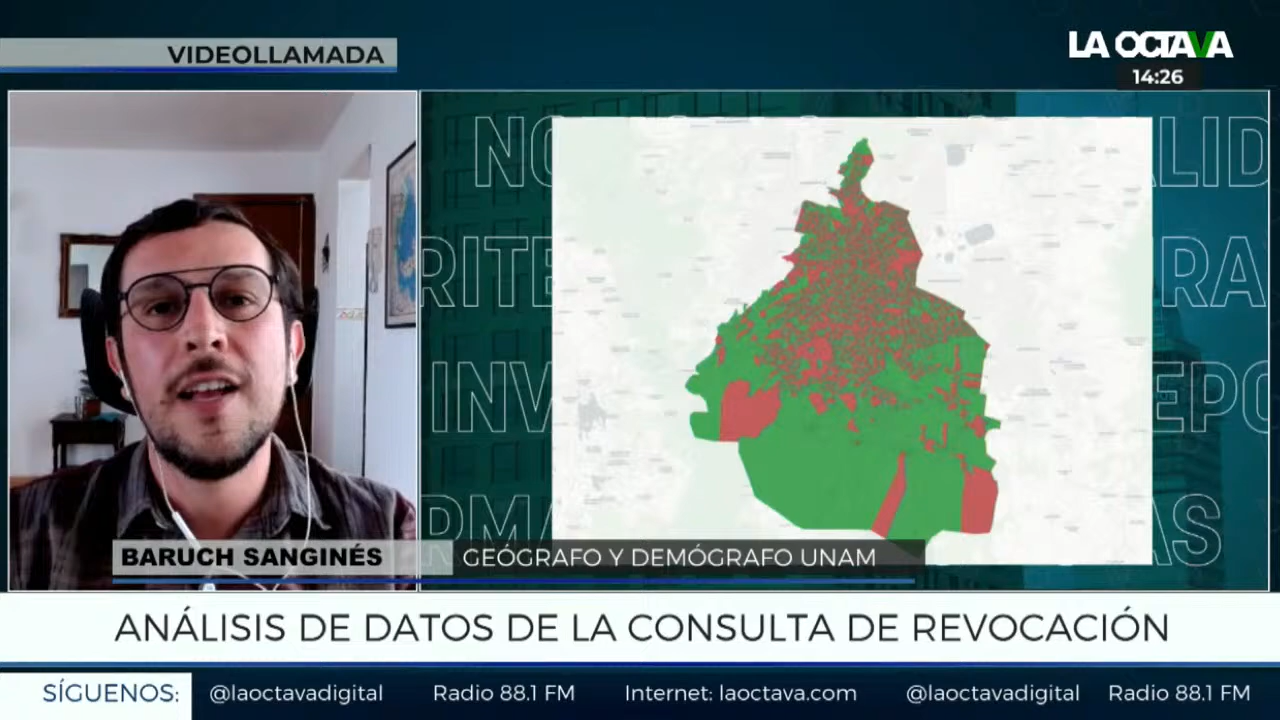 VIDEOLLAMADA
LA OCTAVA
14:26
BARUCH SANGINÉS
GEÓGRAFO Y DEMÓGRAFO UNAM
ANÁLISIS DE DATOS DE LA CONSULTA DE REVOCACIÓN
SÍGUENOS:
@laoctavadigital
Radio 88.1 FM
Internet: laoctava.com
@laoctavadigital
Radio 88.1 FM